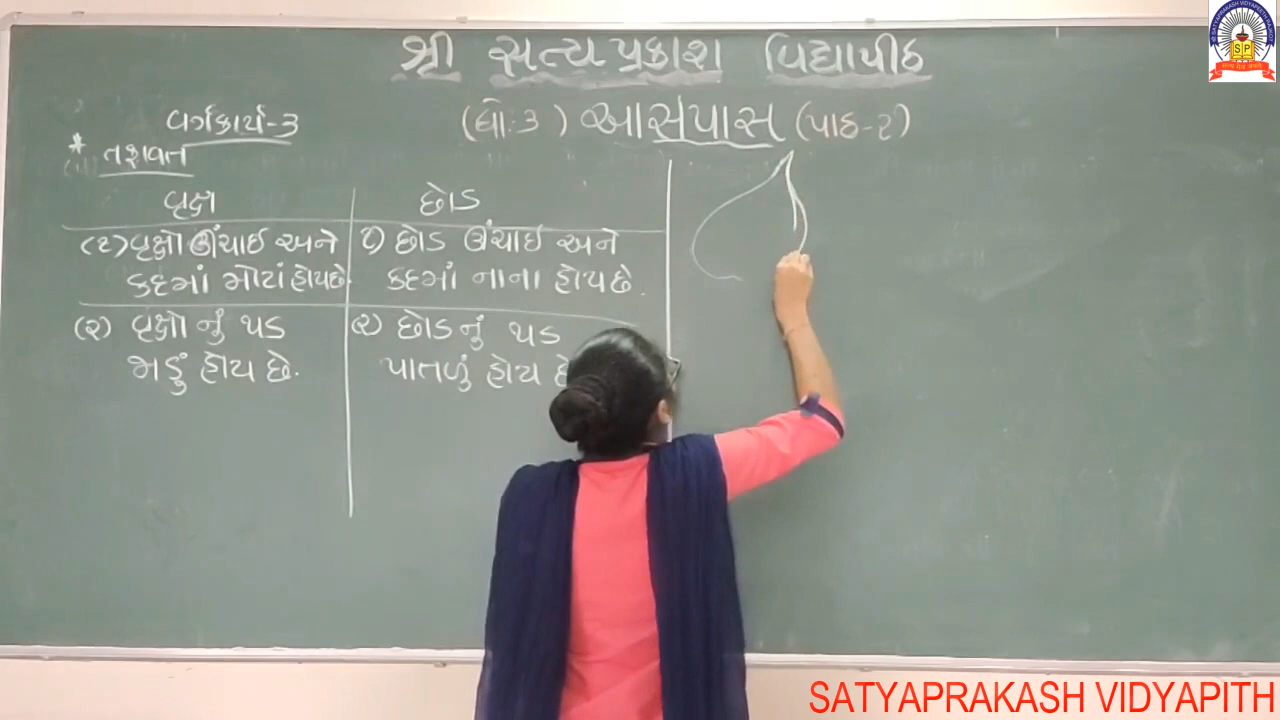 શ્રી સત્યપ્રકાશ વિદ્યાપીઠ
(ધો:૩) આસપાસ (પાઠ-૨)
વર્ગકાર્ય-૩
* તફાવત
વૃક્ષ
(૧) વૃક્ષો ઊંચાઈ અને
કદમાં મોટાં હોય છે.
(૨) વૃક્ષો નું થડ
જાડું હોય છે.
છોડ
૧) છોડ ઊંચાઇ અને
કદમાં નાના હોય છે.
(૨) છોડ નું થડ
પાતળું હોય
SATYAPRAKASH VIDYAPITH
SP